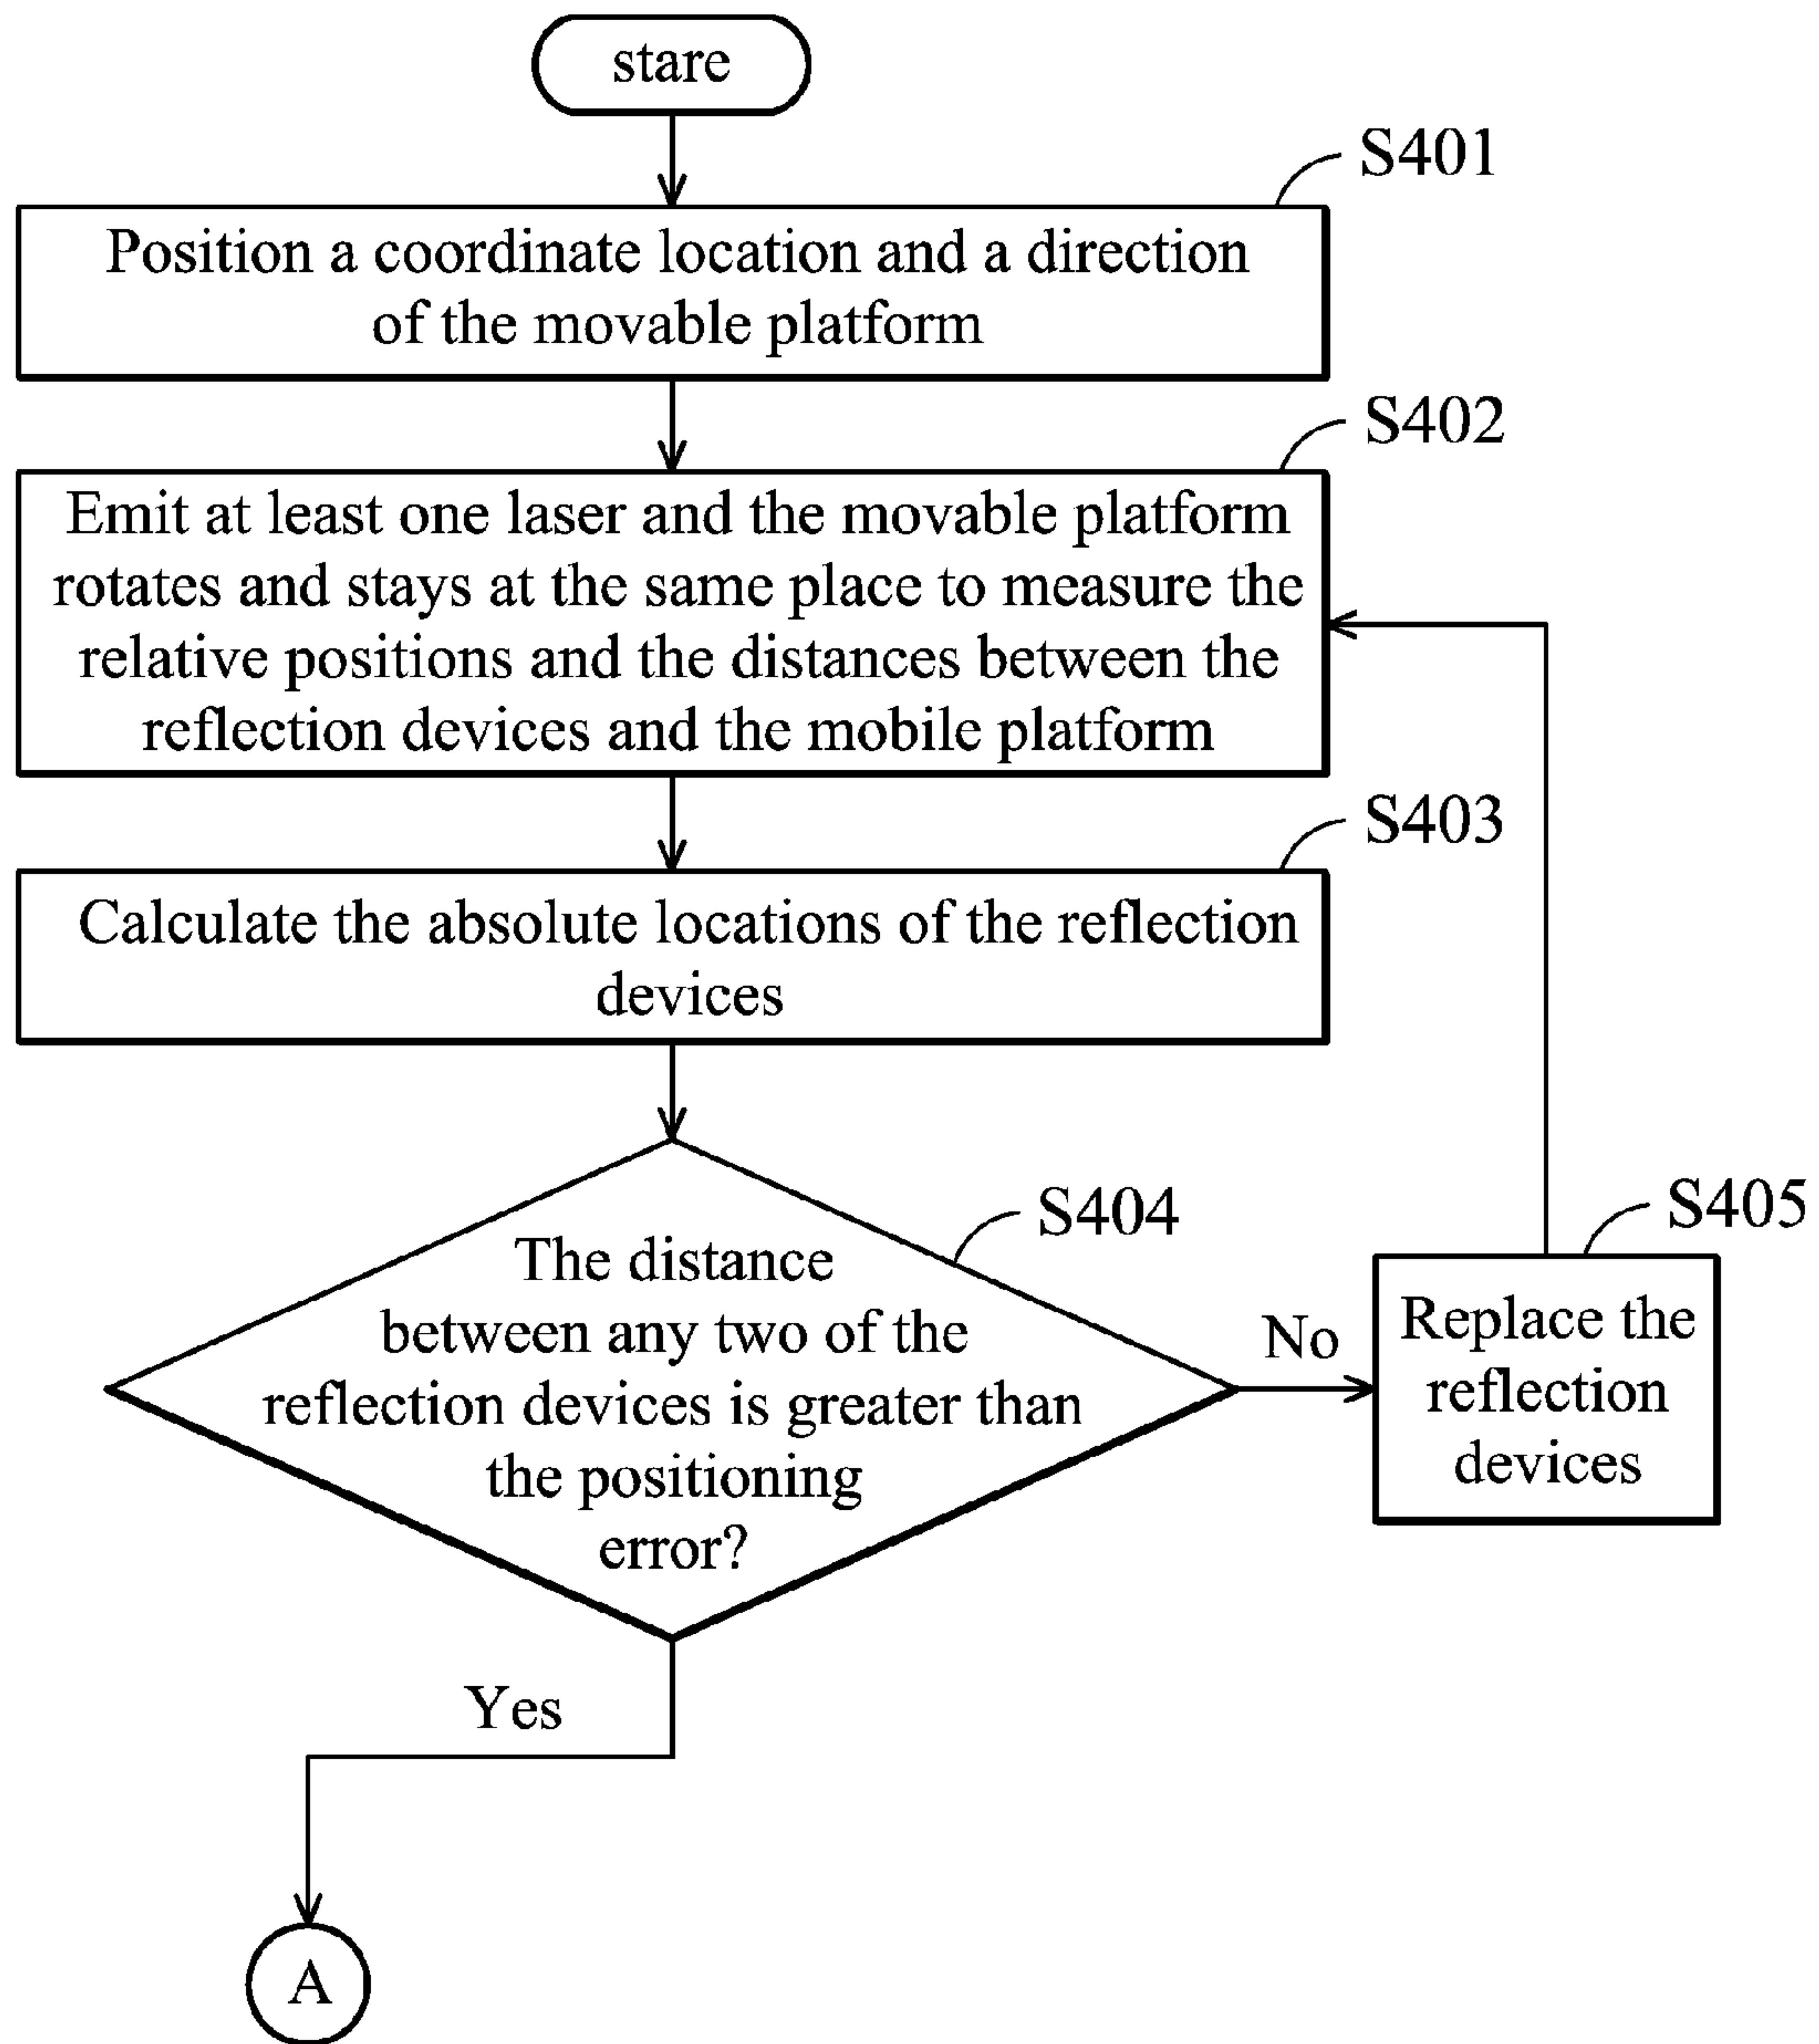 stare
S401
Position a coordinate location and a direction
of the movable platform
S402
Emit at least one laser and the movable platform
rotates and stays at the same place to measure the
relative positions and the distances between the
reflection devices and the mobile platform
S403
Calculate the absolute locations of the reflection
devices
S404
The distance
between any two of the
reflection devices is greater than
the positioning
error?
No
S405
Replace the
reflection
devices
Yes
A